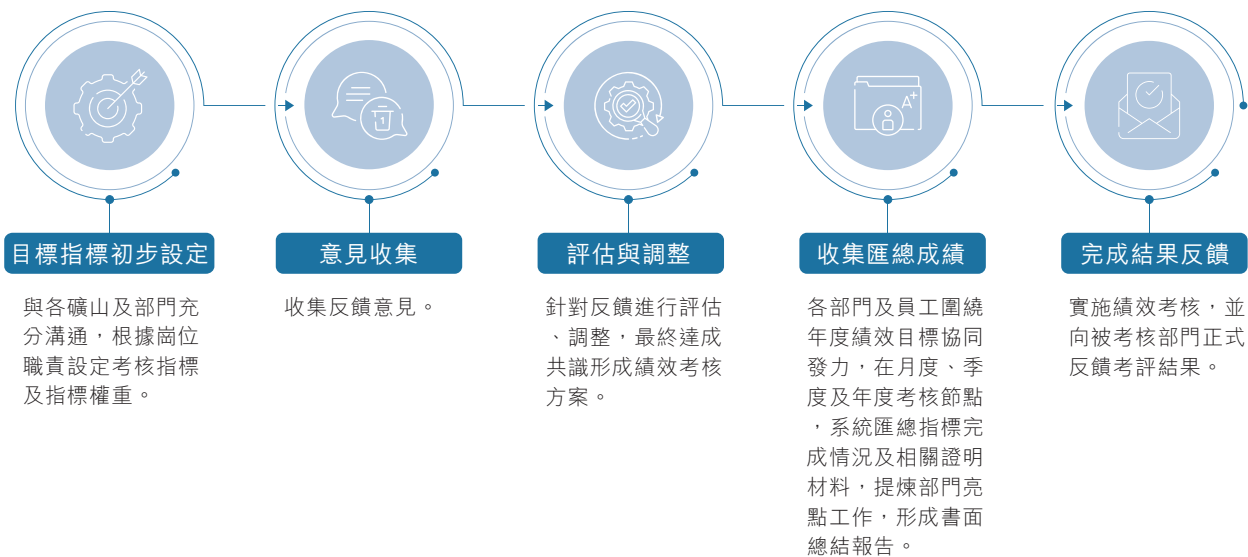 A+
1
目標指標初步設定
與各礦山及部門充
分溝通，根據崗位
職責設定考核指標
及指標權重。
意見收集
收集反饋意見。
評估與調整
針對反饋進行評估
、調整，最終達成
共識形成績效考核
方案。
收集匯總成績
各部門及員工圍繞
年度績效目標協同
發力，在月度、季
度及年度考核節點
，系統匯總指標完
成情況及相關證明
材料，提煉部門亮
點工作，形成書面
總結報告。
完成結果反饋
實施績效考核，並
向被考核部門正式
反饋考評結果。